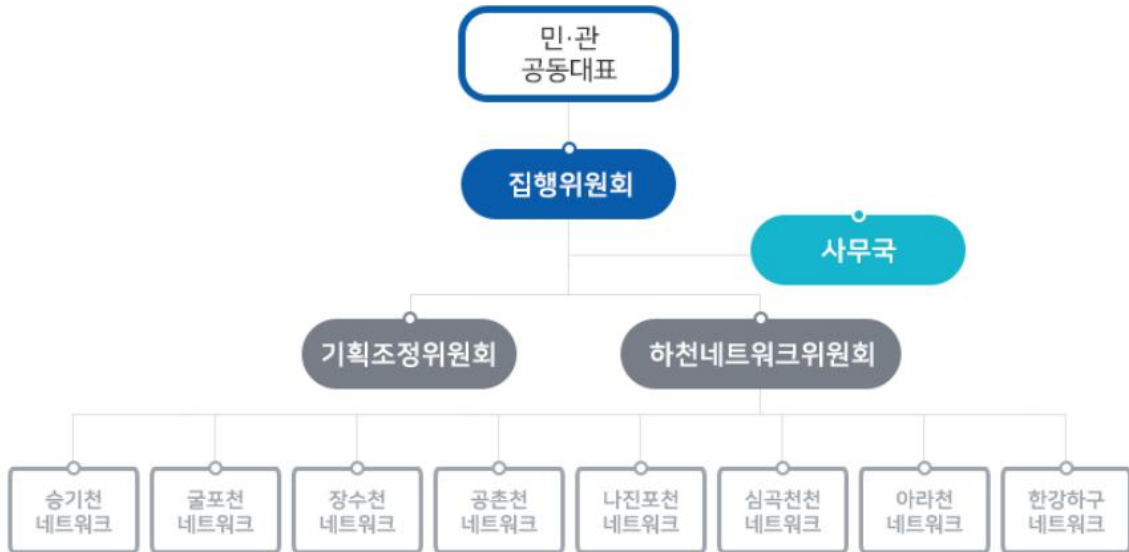 민·관
공동대표
집행위원회
사무국
기획조정위원회
하천네트워크위원회
승기천
네트워크
굴포천
네트워크
장수천
네트워크
공촌천
네트워크
나진포천
네트워크
심곡천천
네트워크
아라천
네트워크
한강하구
네트워크